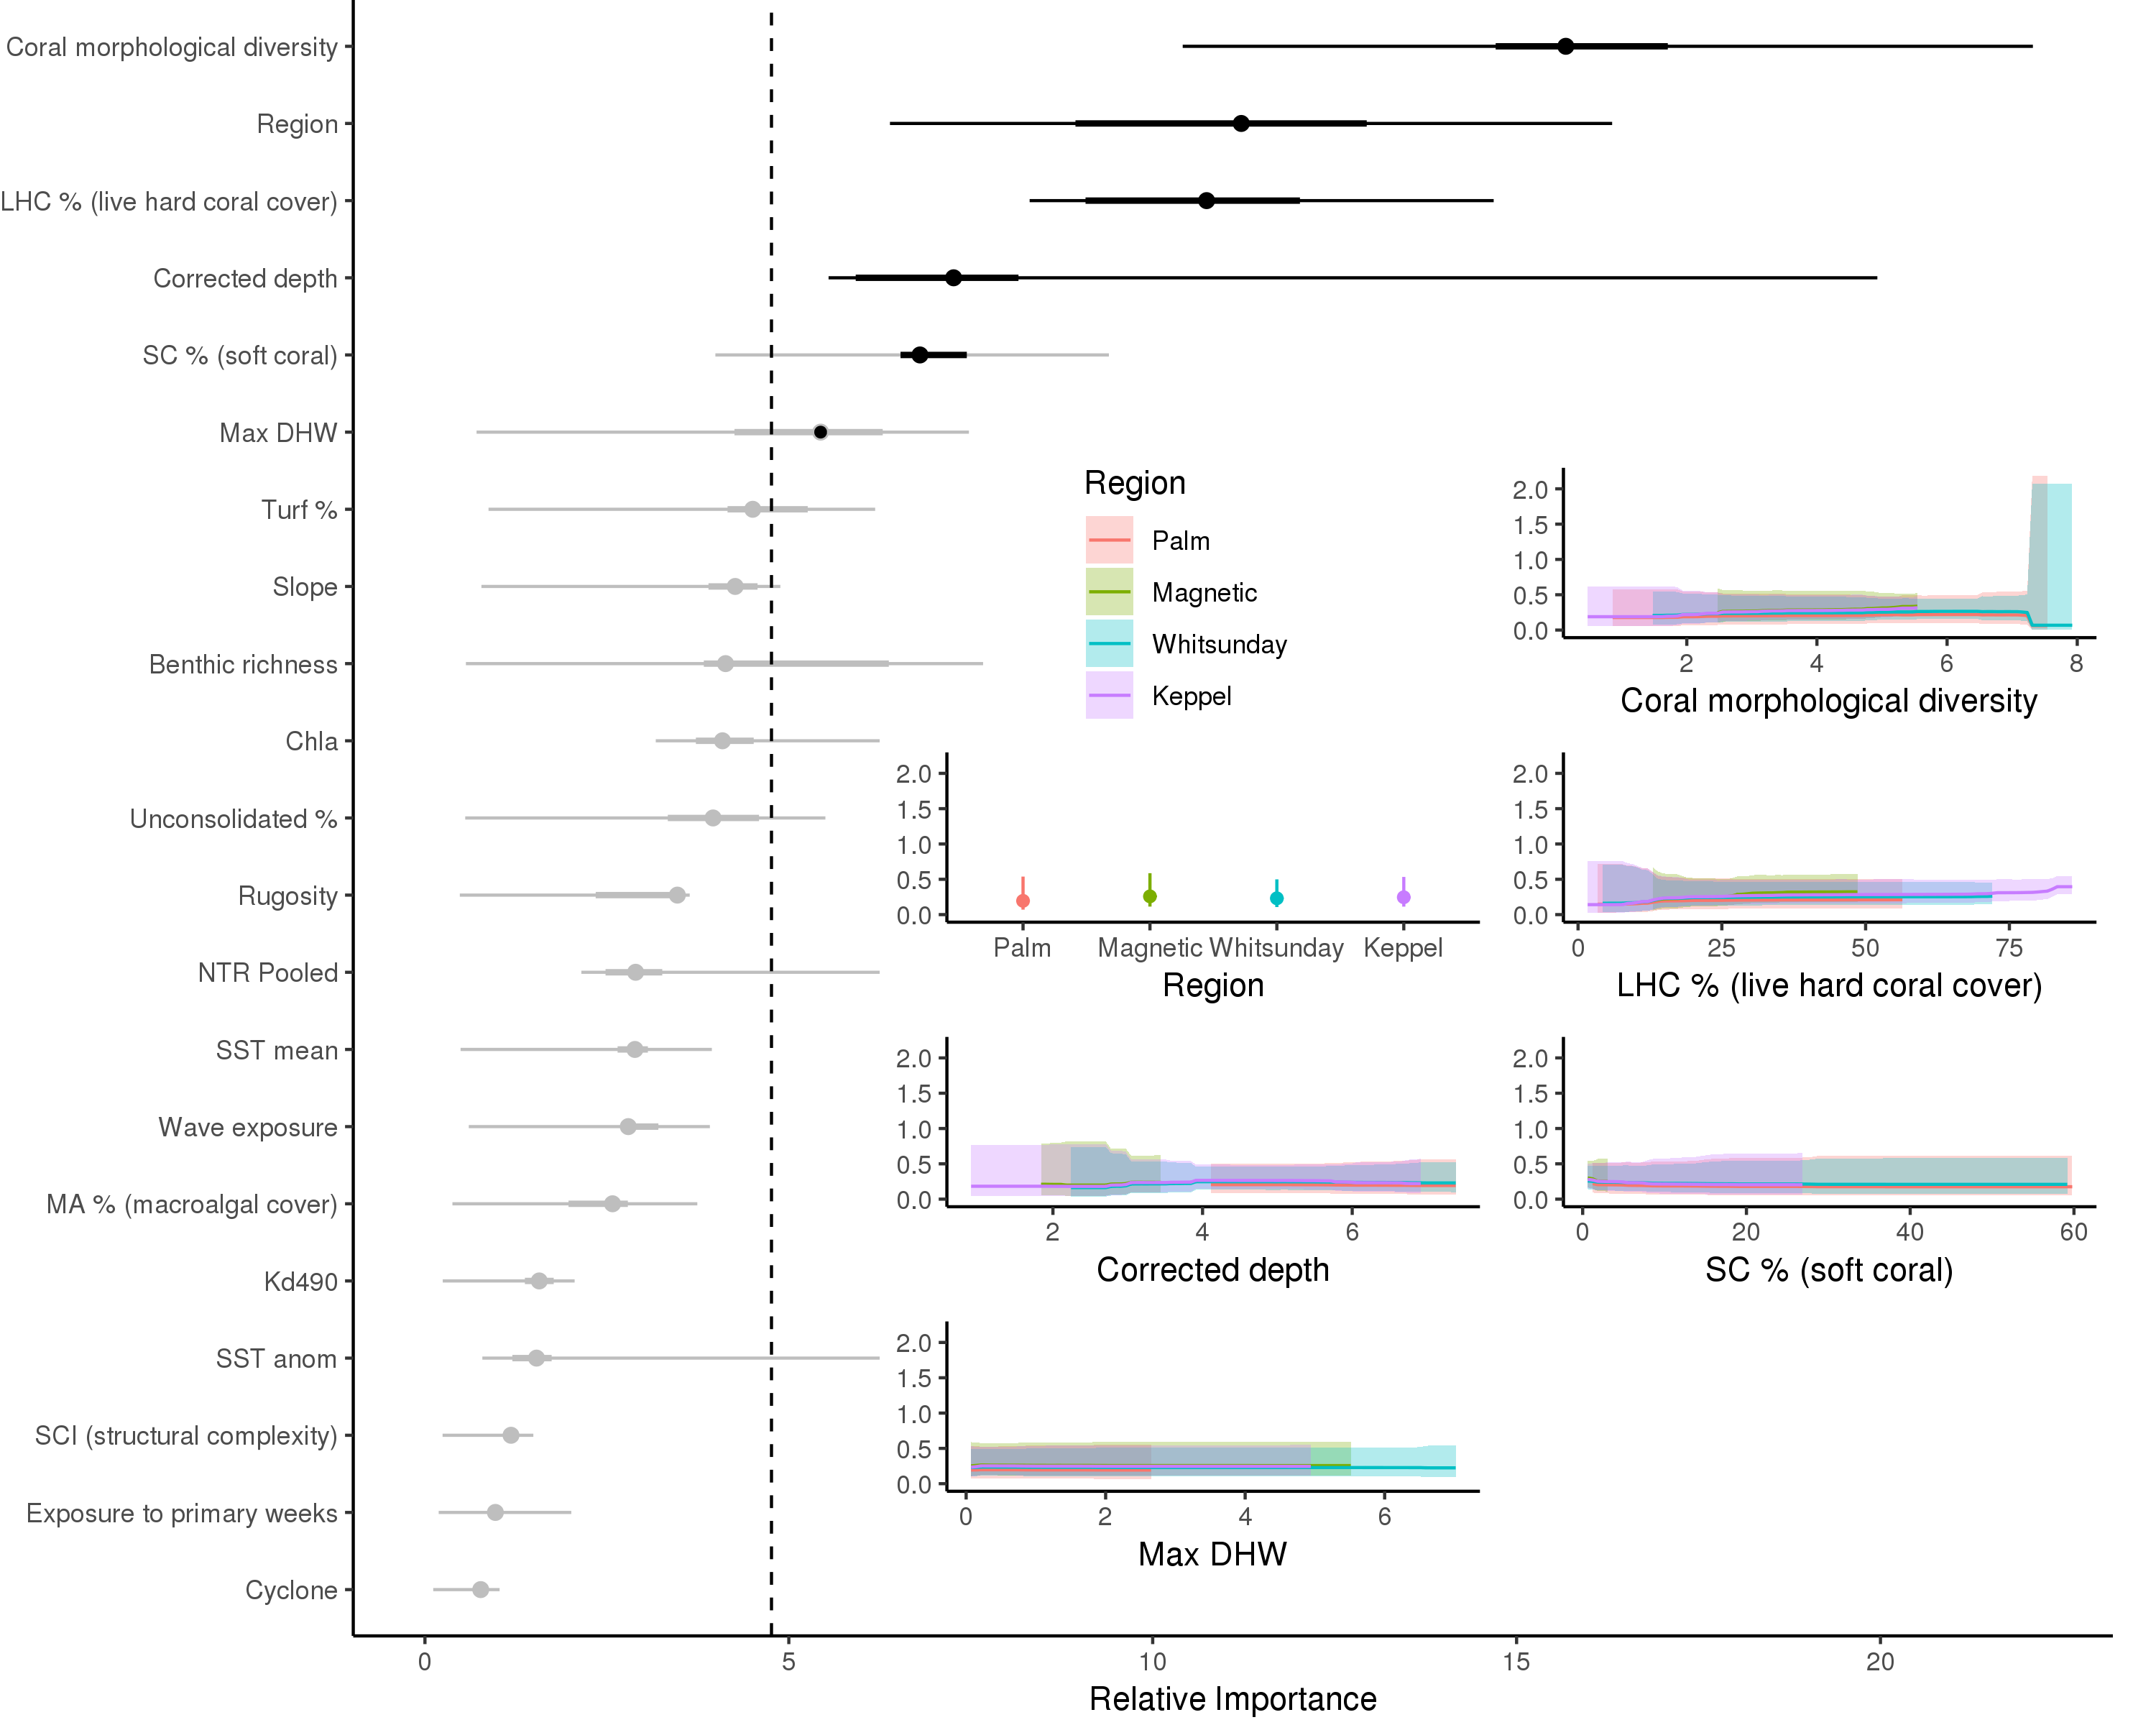 Coral morphological diversity
Region
LHC % (live hard coral cover)
Corrected depth
SC % (soft coral)
Max DHW
Turf %
Slope
Benthic richness
Chla
Unconsolidated %
Rugosity
NTR Pooled
SST mean
Wave exposure
MA % (macroalgal cover)
Kd490
SST anom
SCI (structural complexity)
Exposure to primary weeks
Cyclone
0 5 10 15 20
Relative Importance
Region
Palm
Magnetic
Whitsunday
Keppel
2.0
1.5
1.0
0.5
0.0
2 4 6 8
Coral morphological diversity
2.0
1.5
1.0
0.5
0.0
Palm Magnetic Whitsunday Keppel
Region
2.0
1.5
1.0
0.5
0.0
0 25 50 75
LHC % (live hard coral cover)
2.0
1.5
1.0
0.5
0.0
2 4 6
Corrected depth
2.0
1.5
1.0
0.5
0.0
0 20 40 60
SC % (soft coral)
2.0
1.5
1.0
0.5
0.0
0 2 4 6
Max DHW